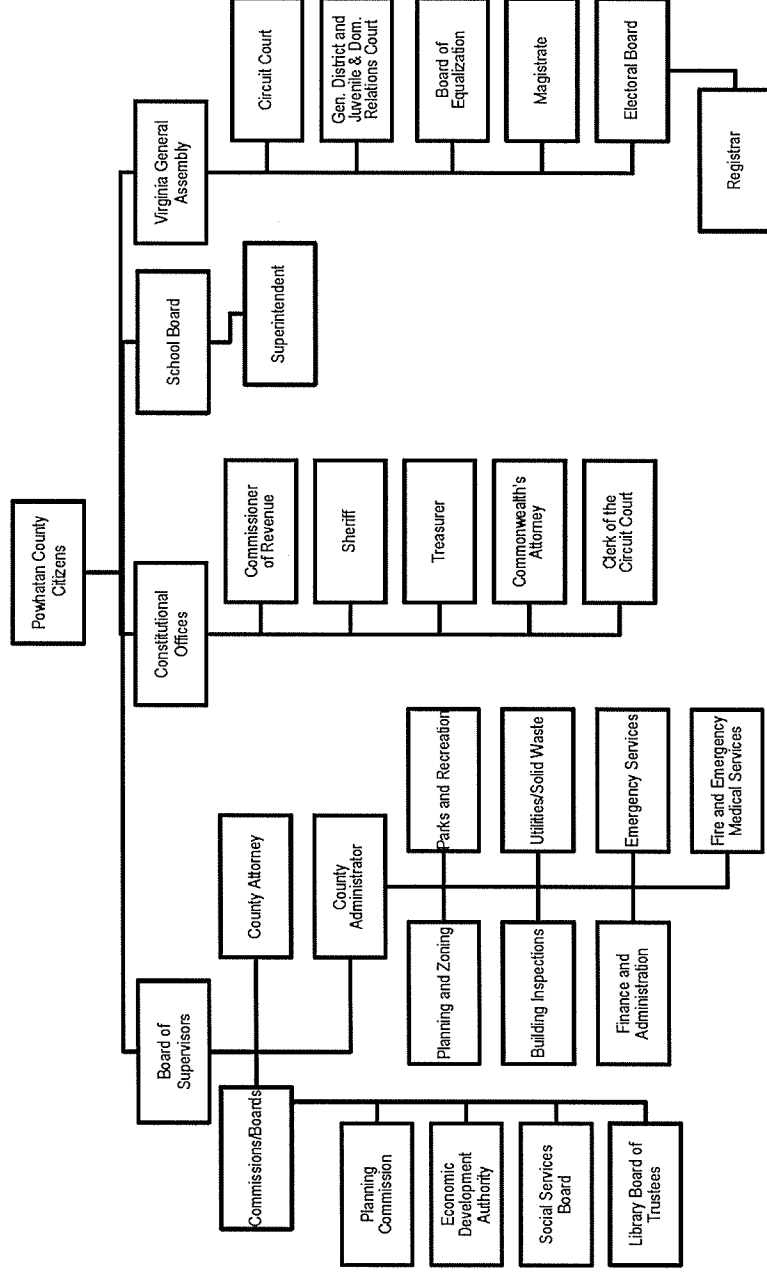 Powhatan County
Citizens
Board of
Supervisors
Constitutional
Offices
School Board
Virginia General
Assembly
Commissions/Boards
County Attorney
County
Administrator
Planning
Commission
Economic
Development
Authority
Social Services
Board
Library Board of
Trustees
Planning and Zoning
Parks and Recreation
Building Inspections
Utilities/Solid Waste
Finance and
Administration
Emergency Services
Fire and Emergency
Medical Services
Commissioner
of Revenue
Sheriff
Treasurer
Commonwealth's
Attorney
Clerk of the
Circuit Court
Superintendent
Circuit Court
Gen. District and
Juvenile & Dom.
Relations Court
Board of
Equalization
Magistrate
Electoral Board
Registrar